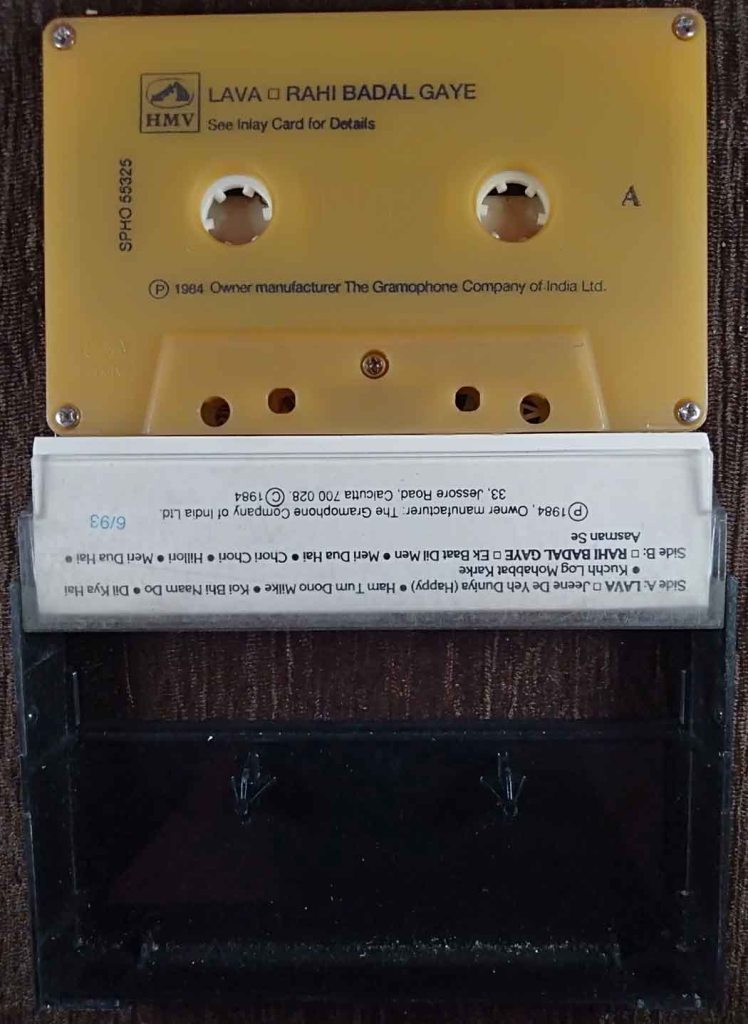 HMV
LAVA □ RAHI BADAL GAYE
See Inlay Card for Details
SPHO 55325
A
Ⓟ 1984 Owner manufacturer The Gramophone Company of India Ltd.
Side A: LAVA □ Jeene De Yeh Duniya (Happy) ● Ham Tum Dono Milke ● Koi Bhi Naam Do ● Dil Kya Hai
● Kuchh Log Mohabbat Karke
Side B: □ RAHI BADAL GAYE □ Ek Baat Dil Men ● Meri Dua Hai ● Chori Chori ● Hillori ● Meri Dua Hai ●
Aasman Se
Ⓟ1984, Owner manufacturer: The Gramophone Company of India Ltd.
33, Jessore Road, Calcutta 700 028. Ⓒ1984
6/93